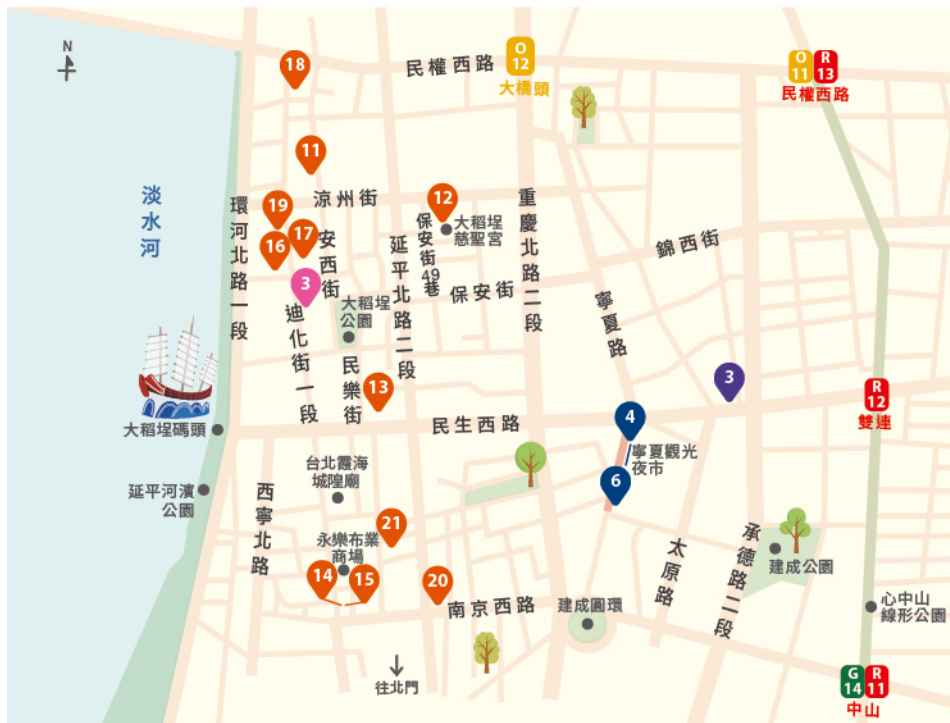 N
18
民權西路
O
12
大橋頭
O
11
R
13
民權西路
11
淡水河
環河北路一段
19
涼州街
12
保安街49巷
大稻埕
慈聖宮
重慶北路二段
17
16
安西街
延平北路二段
錦西街
3
大稻埕
公園
保安街
寧夏路
迪化街一段
民樂街
13
3
R
12
雙連
大稻埕碼頭
民生西路
4
寧夏觀光
夜市
6
延平河濱
公園
西寧北路
台北霞海
城隍廟
21
永樂布業
商場
14
15
20
南京西路
建成圓環
太原路
承德路二段
建成公園
心中山
線形公園
往北門
G
14
R
11
中山